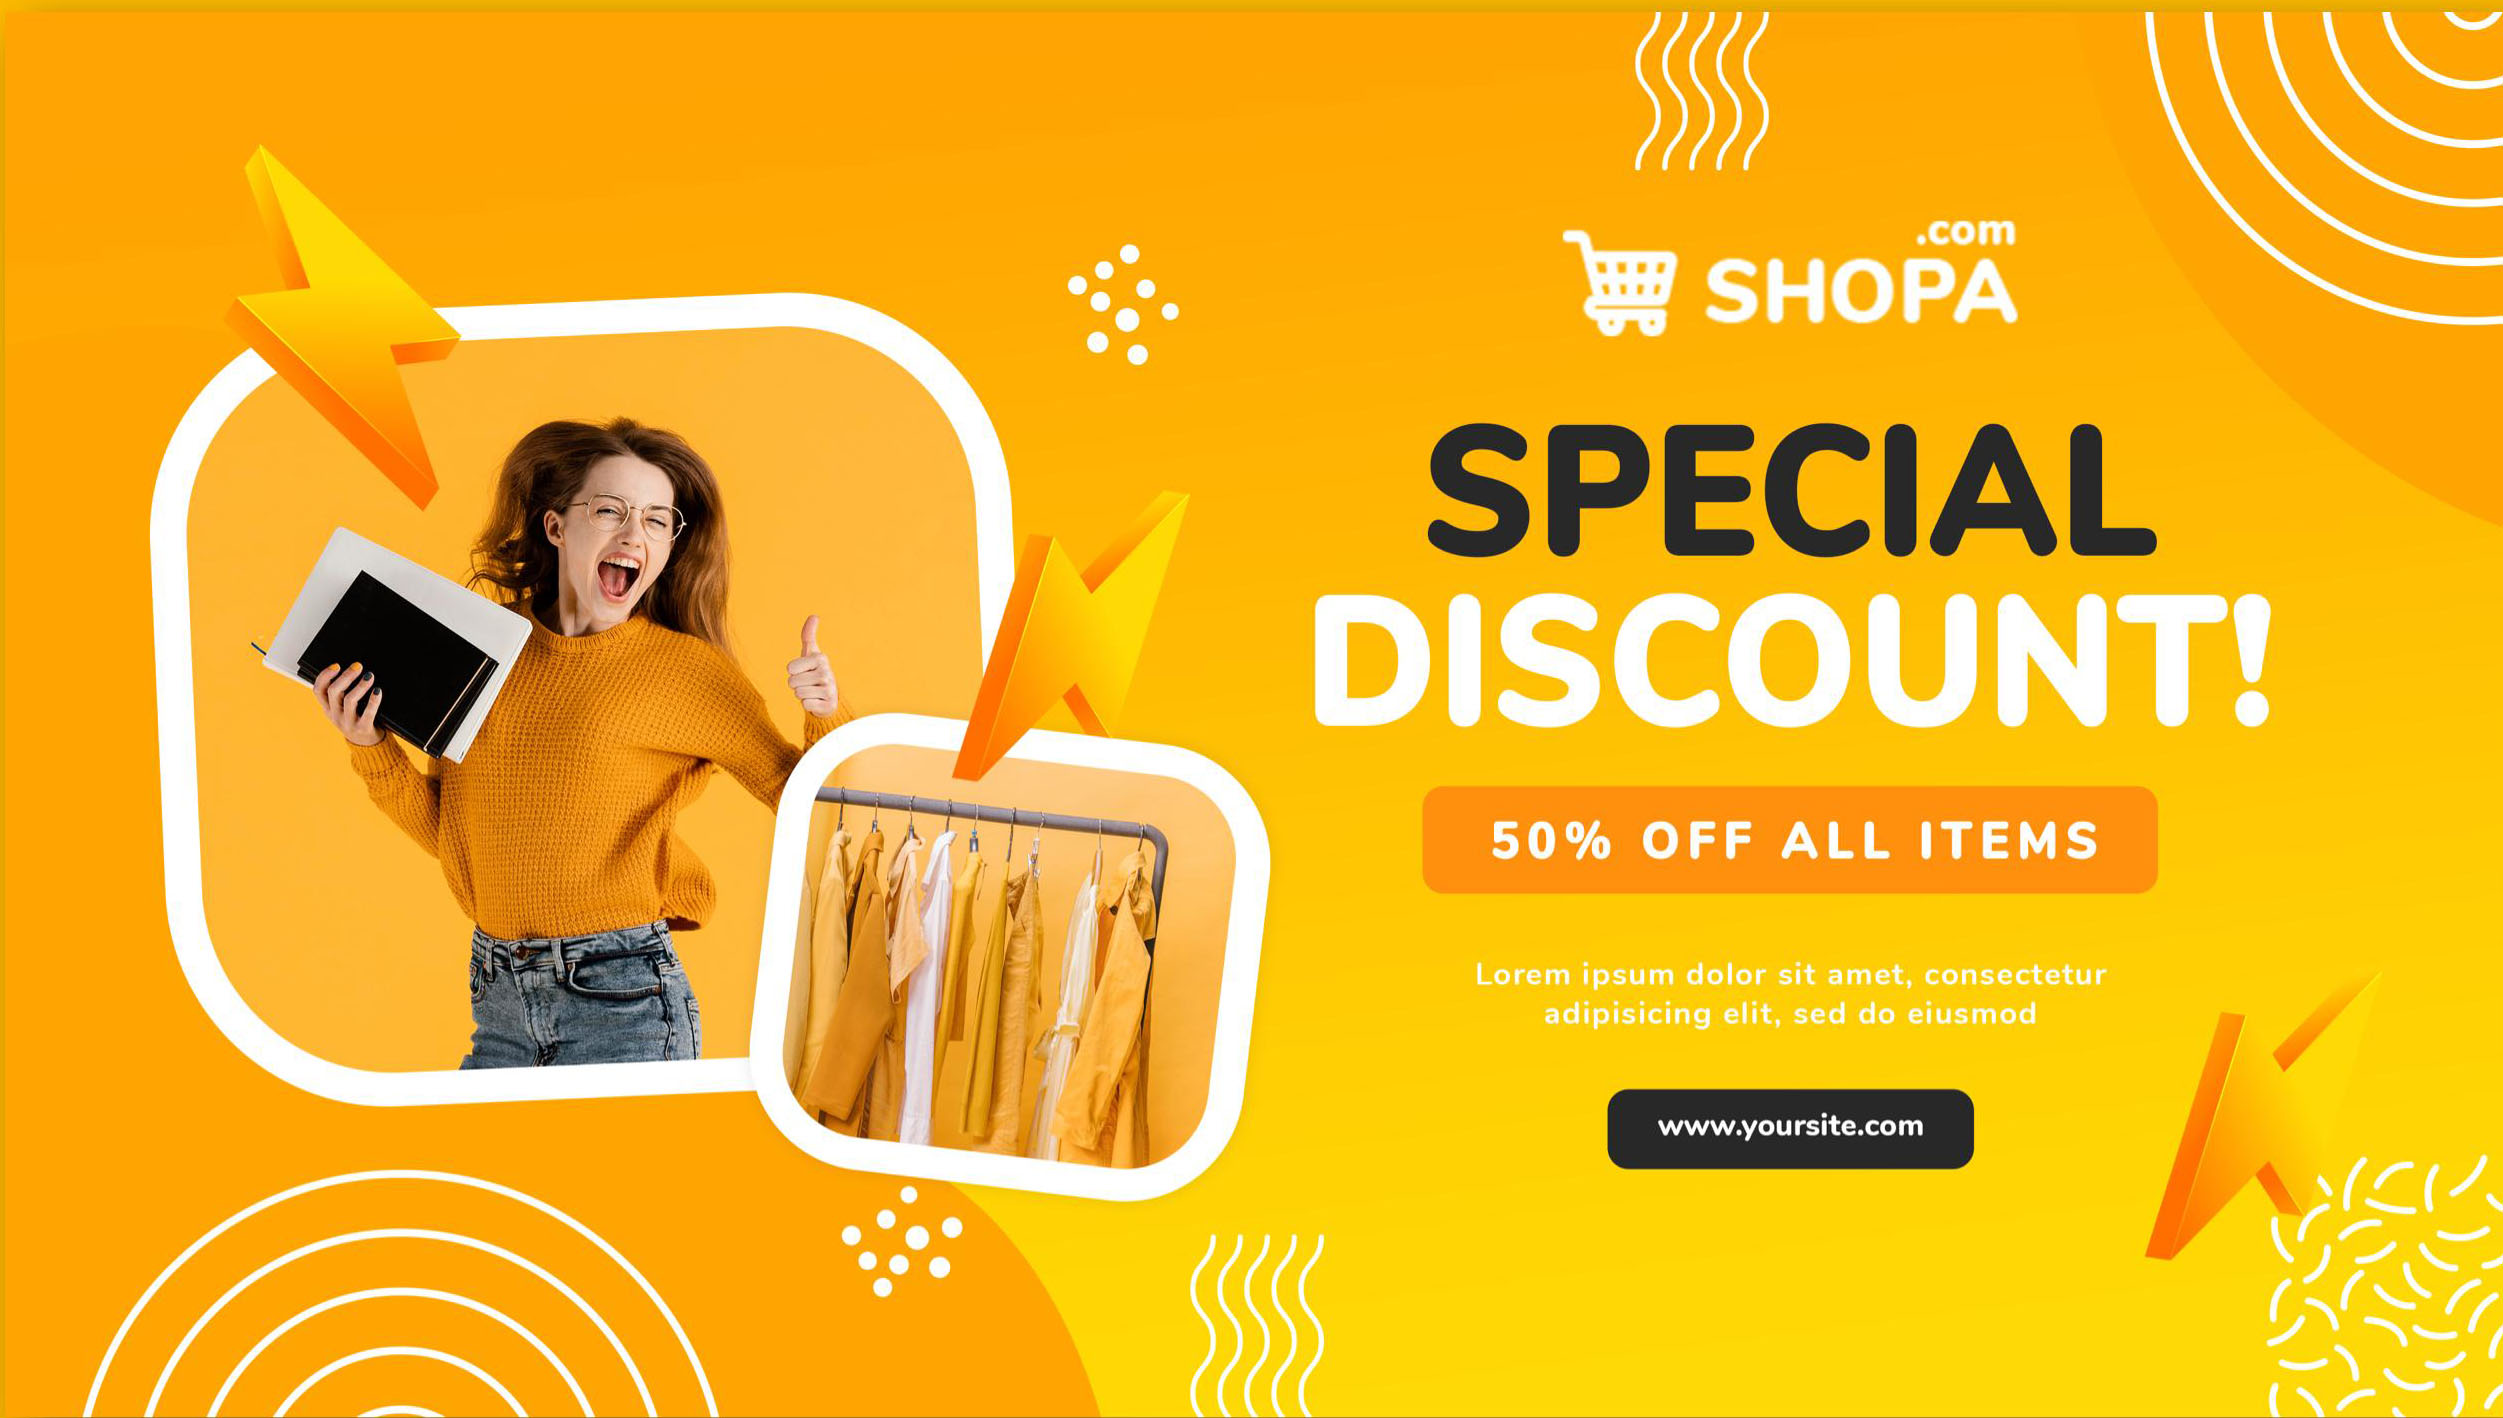 .com
SHOPA
SPECIAL
DISCOUNT!
50% OFF ALL ITEMS
Lorem ipsum dolor sit amet, consectetur
adipisicing elit, sed do eiusmod
www.yoursite.com